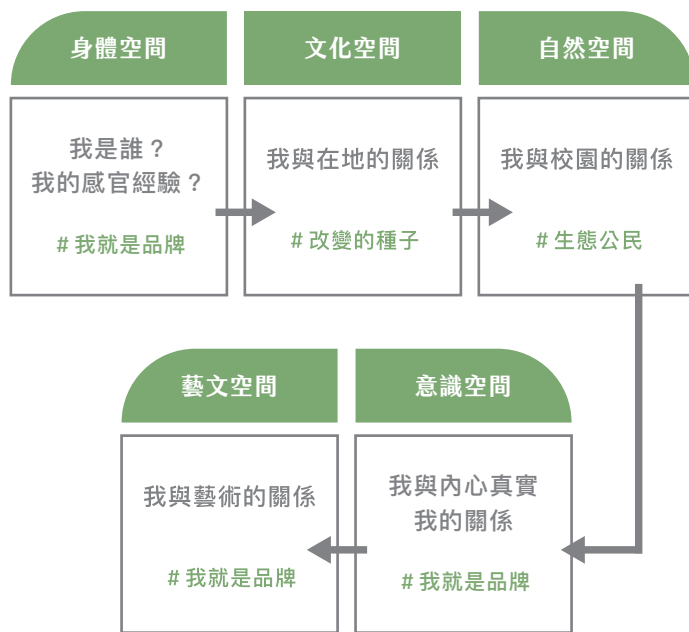 身體空間
我是誰？
我的感官經驗？
# 我就是品牌
文化空間
我與在地的關係
# 改變的種子
自然空間
我與校園的關係
# 生態公民
意識空間
我與內心真實
我的關係
# 我就是品牌
藝文空間
我與藝術的關係
# 我就是品牌